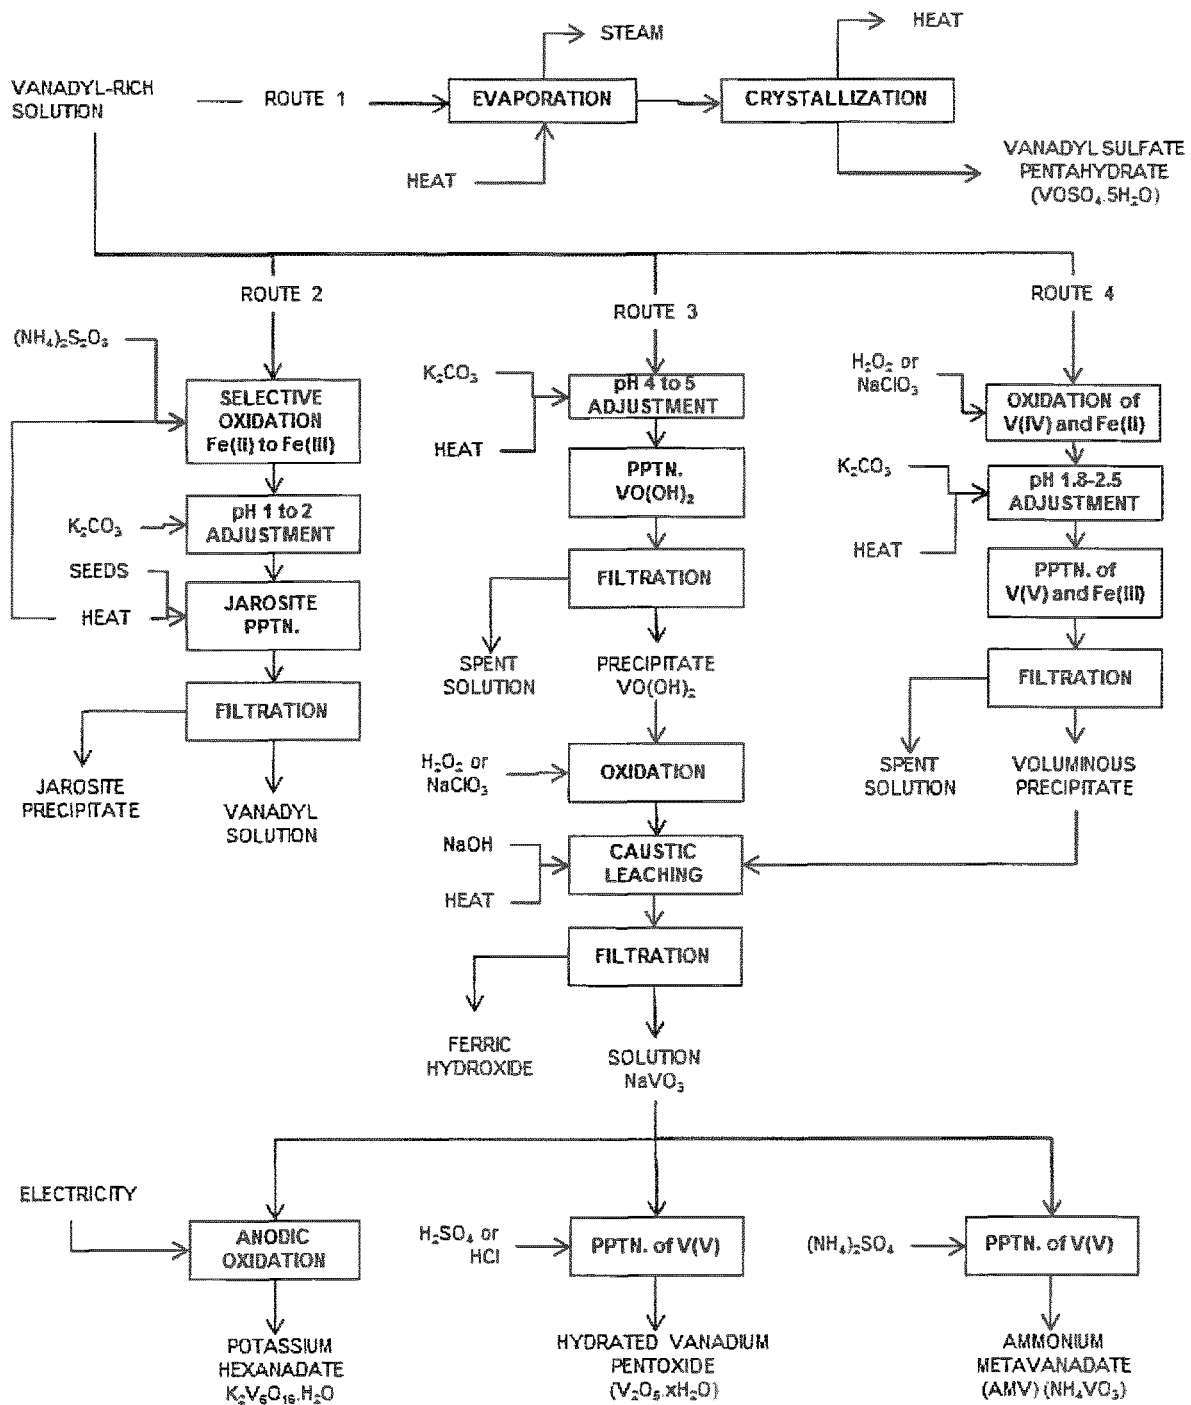 HEAT
STEAM
VANADYL-RICH
SOLUTION
ROUTE 1
EVAPORATION
CRYSTALLIZATION
HEAT
VANADYL SULFATE
PENTAHYDRATE
(VOSO₄.5H₂O)
ROUTE 2
(NH₄)₂S₂O₃
SELECTIVE
OXIDATION
Fe(II) to Fe(III)
K₂CO₃
pH 1 to 2
ADJUSTMENT
SEEDS
HEAT
JAROSITE
PPTN.
FILTRATION
JAROSITE
PRECIPITATE
VANADYL
SOLUTION
ROUTE 3
K₂CO₃
HEAT
pH 4 to 5
ADJUSTMENT
PPTN.
VO(OH)₂
FILTRATION
SPENT
SOLUTION
PRECIPITATE
VO(OH)₂
H₂O₂ or
NaClO₃
OXIDATION
NaOH
HEAT
CAUSTIC
LEACHING
FILTRATION
FERRIC
HYDROXIDE
SOLUTION
NaVO₃
ROUTE 4
H₂O₂ or
NaClO₃
OXIDATION of
V(IV) and Fe(II)
K₂CO₃
HEAT
pH 1.8-2.5
ADJUSTMENT
PPTN. of
V(V) and Fe(III)
FILTRATION
SPENT
SOLUTION
VOLUMINOUS
PRECIPITATE
ELECTRICITY
ANODIC
OXIDATION
POTASSIUM
HEXANADATE
K₂V₆O₁₆.H₂O
H₂SO₄ or
HCl
PPTN. of V(V)
HYDRATED VANADIUM
PENTOXIDE
(V₂O₅.xH₂O)
(NH₄)₂SO₄
PPTN. of V(V)
AMMONIUM
METAVANADATE
(AMV) (NH₄VO₃)